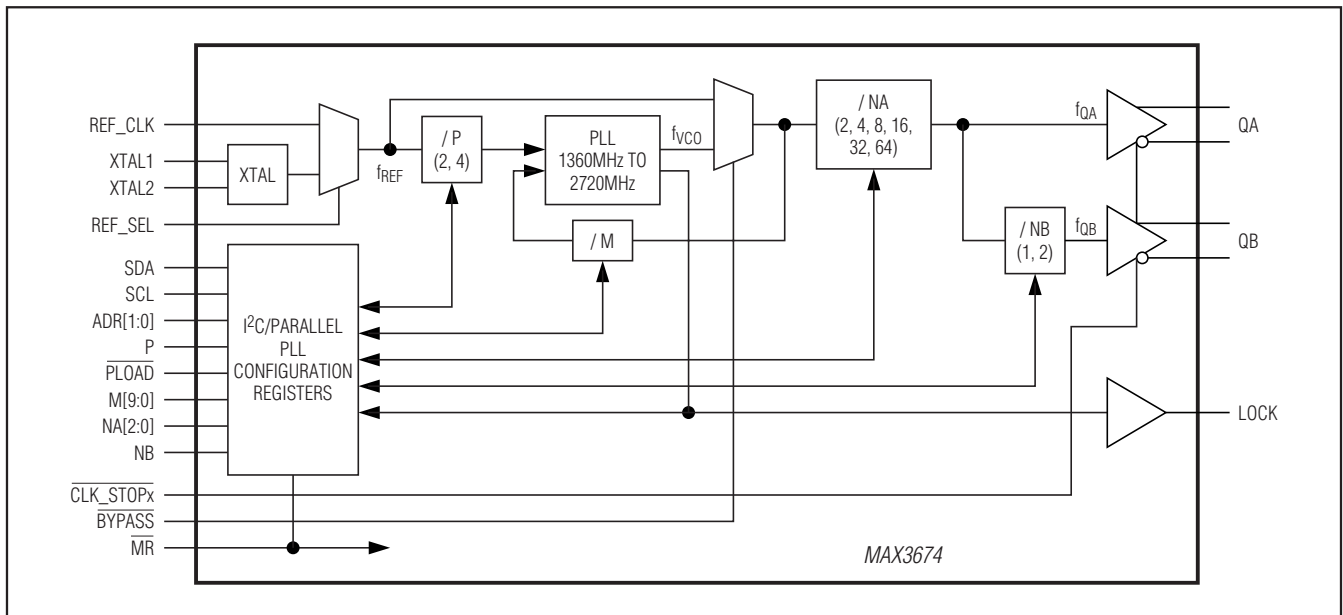 REF_CLK
XTAL1
XTAL2
REF_SEL
SDA
SCL
ADR[1:0]
P
PLOAD
M[9:0]
NA[2:0]
NB
CLK_STOPx
BYPASS
MR
XTAL
fREF
/ P
(2, 4)
PLL
1360MHz TO
2720MHz
fVCO
/ M
/ NA
(2, 4, 8, 16,
32, 64)
/ NB
(1, 2)
fQA
fQB
QA
QB
LOCK
I2C/PARALLEL
PLL
CONFIGURATION
REGISTERS
MAX3674